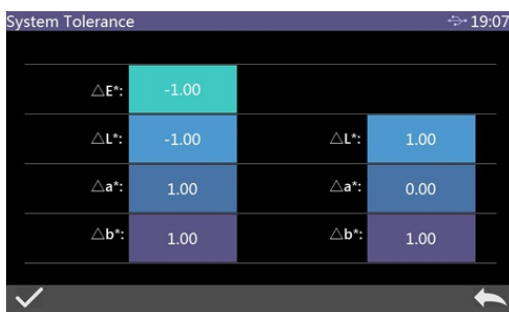 System Tolerance 19:07
△E*: -1.00
△L*: -1.00 △L*: 1.00
△a*: 1.00 △a*: 0.00
△b*: 1.00 △b*: 1.00